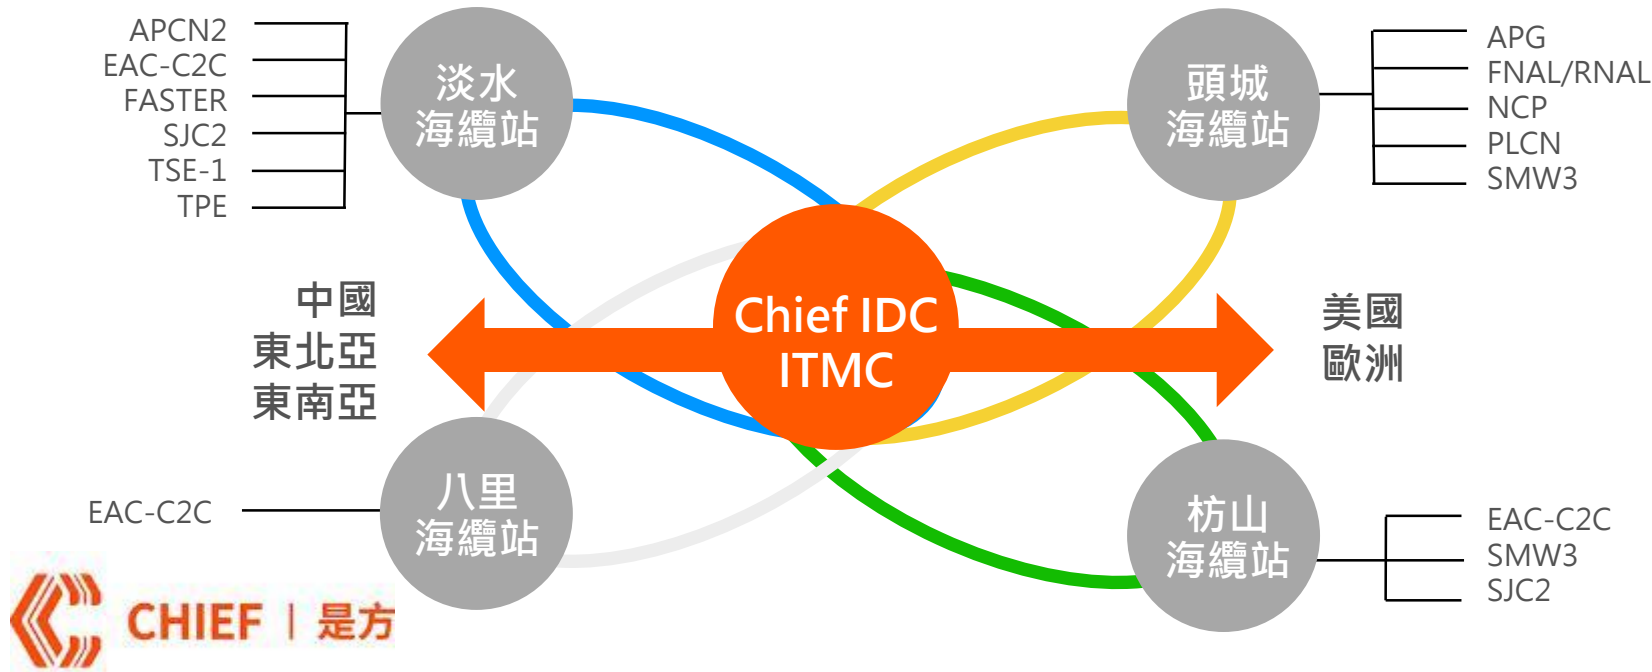 APCN2
EAC-C2C
FASTER
SJC2
TSE-1
TPE
淡水
海纜站
頭城
海纜站
APG
FNAL/RNAL
NCP
PLCN
SMW3
中國
東北亞
東南亞
Chief IDC
ITMC
美國
歐洲
EAC-C2C
八里
海纜站
枋山
海纜站
EAC-C2C
SMW3
SJC2
CHIEF | 是方